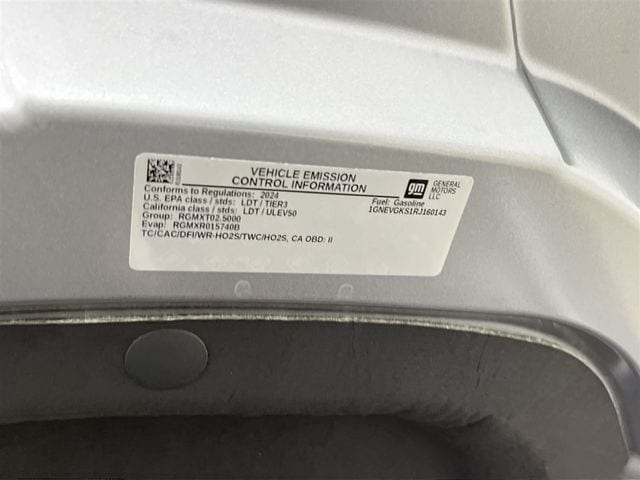 VEHICLE EMISSION
CONTROL INFORMATION
gm
GENERAL
MOTORS
LLC
Conforms to Regulations: 2024
Fuel: Gasoline
U.S. EPA class / stds: LDT / TIER3
1GNEVGKS1RJ160143
California class / stds: LDT / ULEV50
Group: RGMXT02.5000
Evap: RGMXR015740B
TC/CAC/DFI/WR-HO2S/TWC/HO2S, CA OBD: II